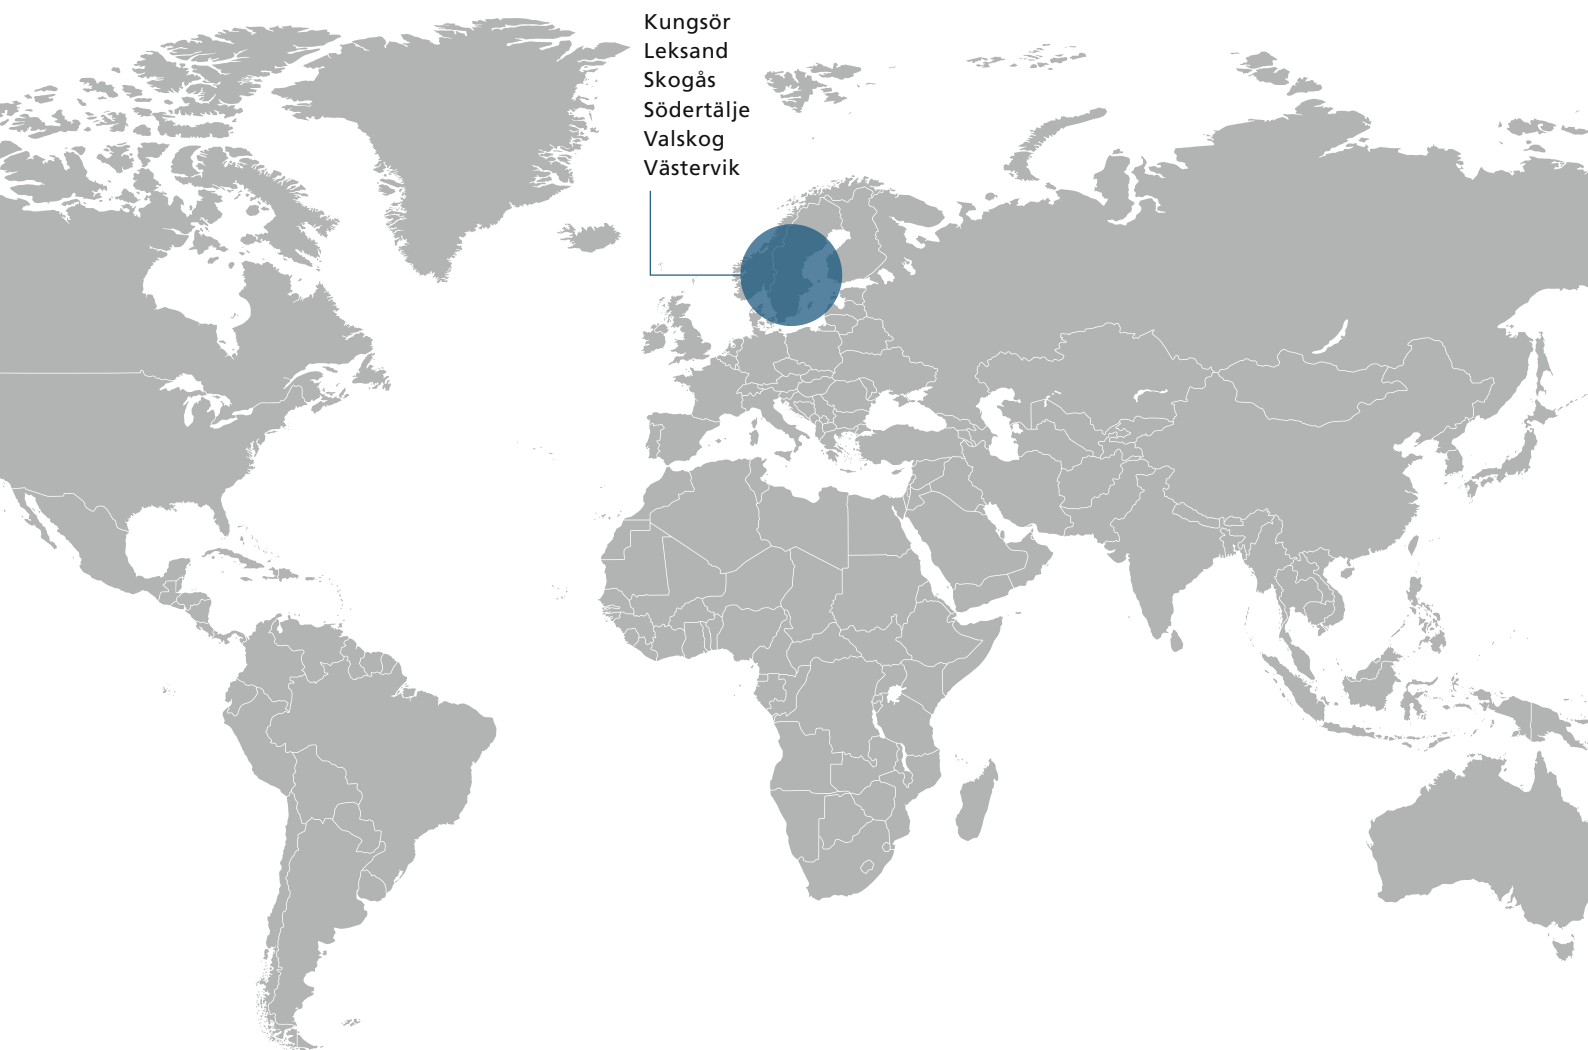 Kungsör
Leksand
Skogås
Södertälje
Valskog
Västervik